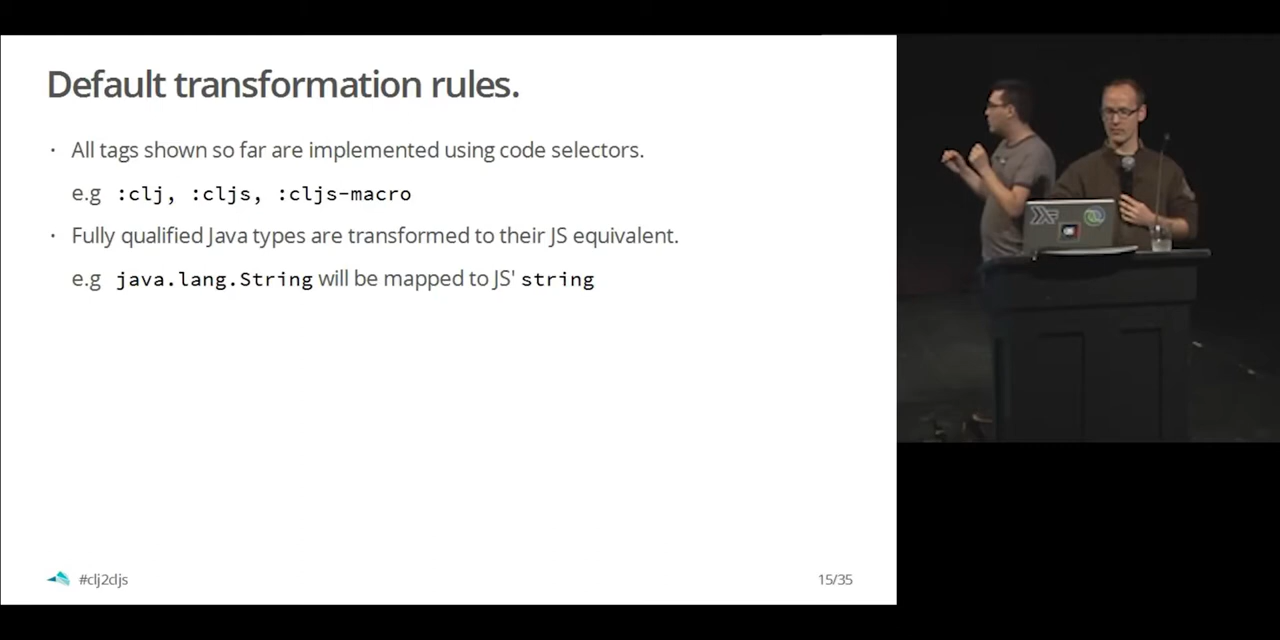 Default transformation rules.
· All tags shown so far are implemented using code selectors.
e.g :clj, :cljs, :cljs-macro
· Fully qualified Java types are transformed to their JS equivalent.
e.g java.lang.String will be mapped to JS' string
#clj2cljs
15/35